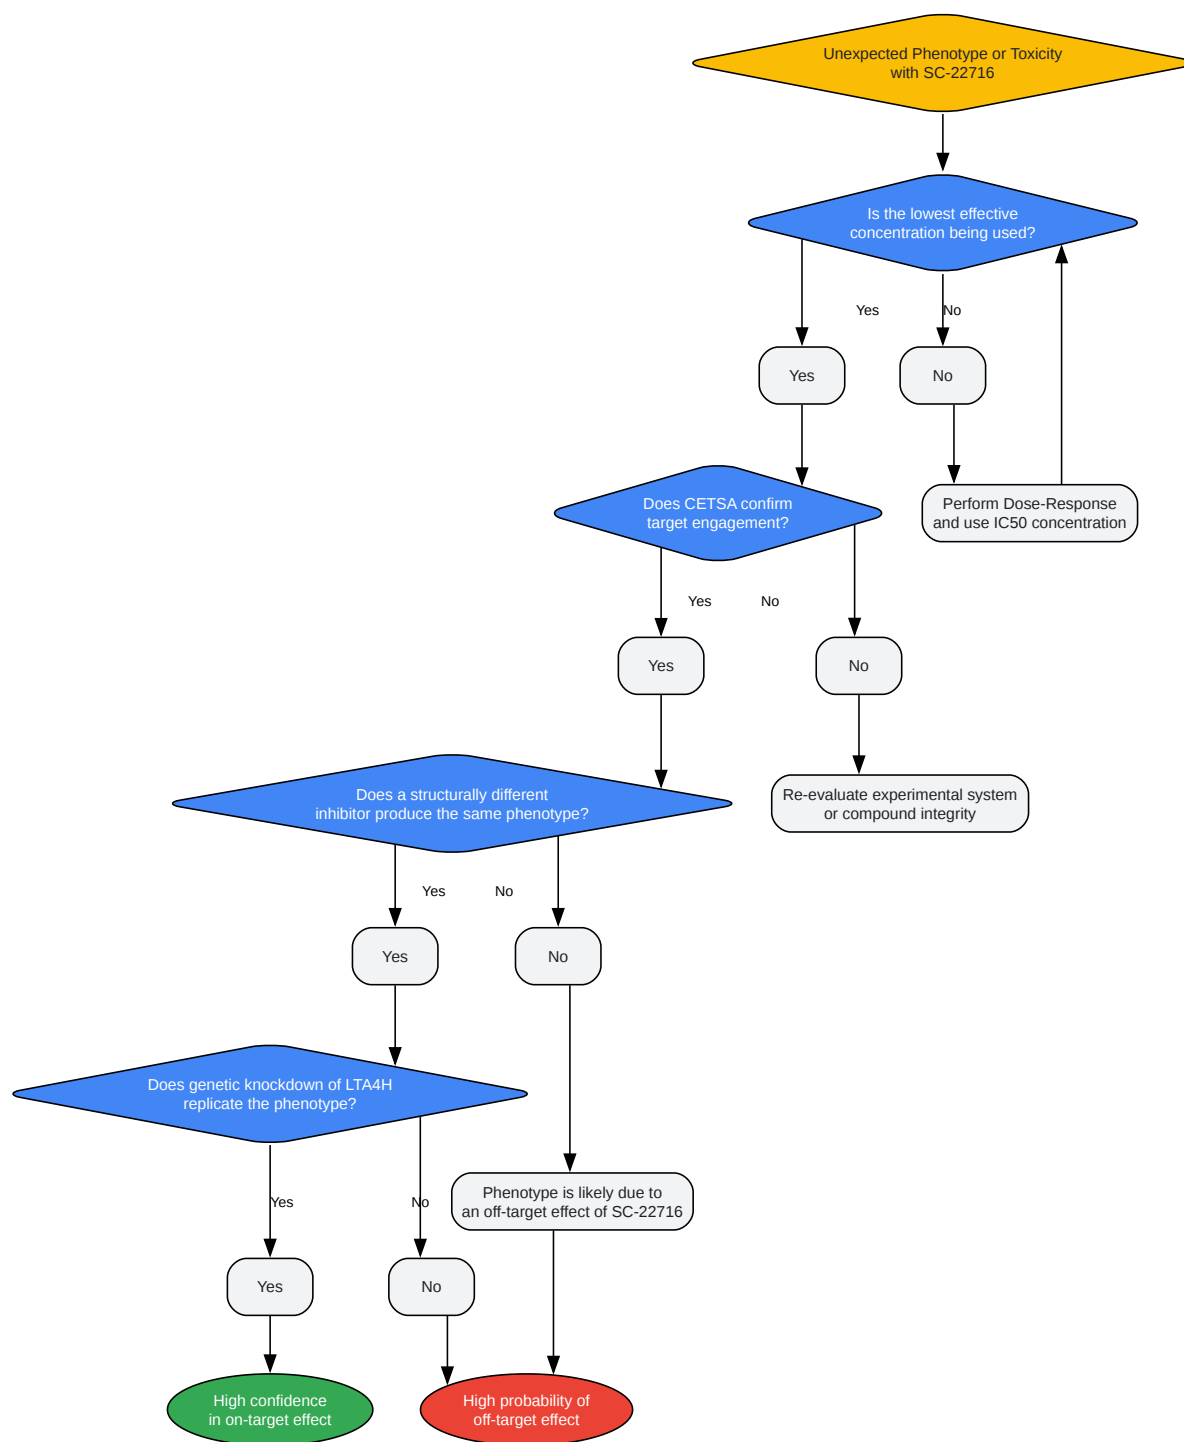 Unexpected Phenotype or Toxicity
with SC-22716
Is the lowest effective
concentration being used?
Yes
No
Yes
No
Does CETSA confirm
target engagement?
Perform Dose-Response
and use IC50 concentration
Yes
No
Yes
No
Does a structurally different
inhibitor produce the same phenotype?
Re-evaluate experimental system
or compound integrity
Yes
No
Yes
No
Does genetic knockdown of LTA4H
replicate the phenotype?
Yes
No
Phenotype is likely due to
an off-target effect of SC-22716
Yes
No
High confidence
in on-target effect
High probability of
off-target effect